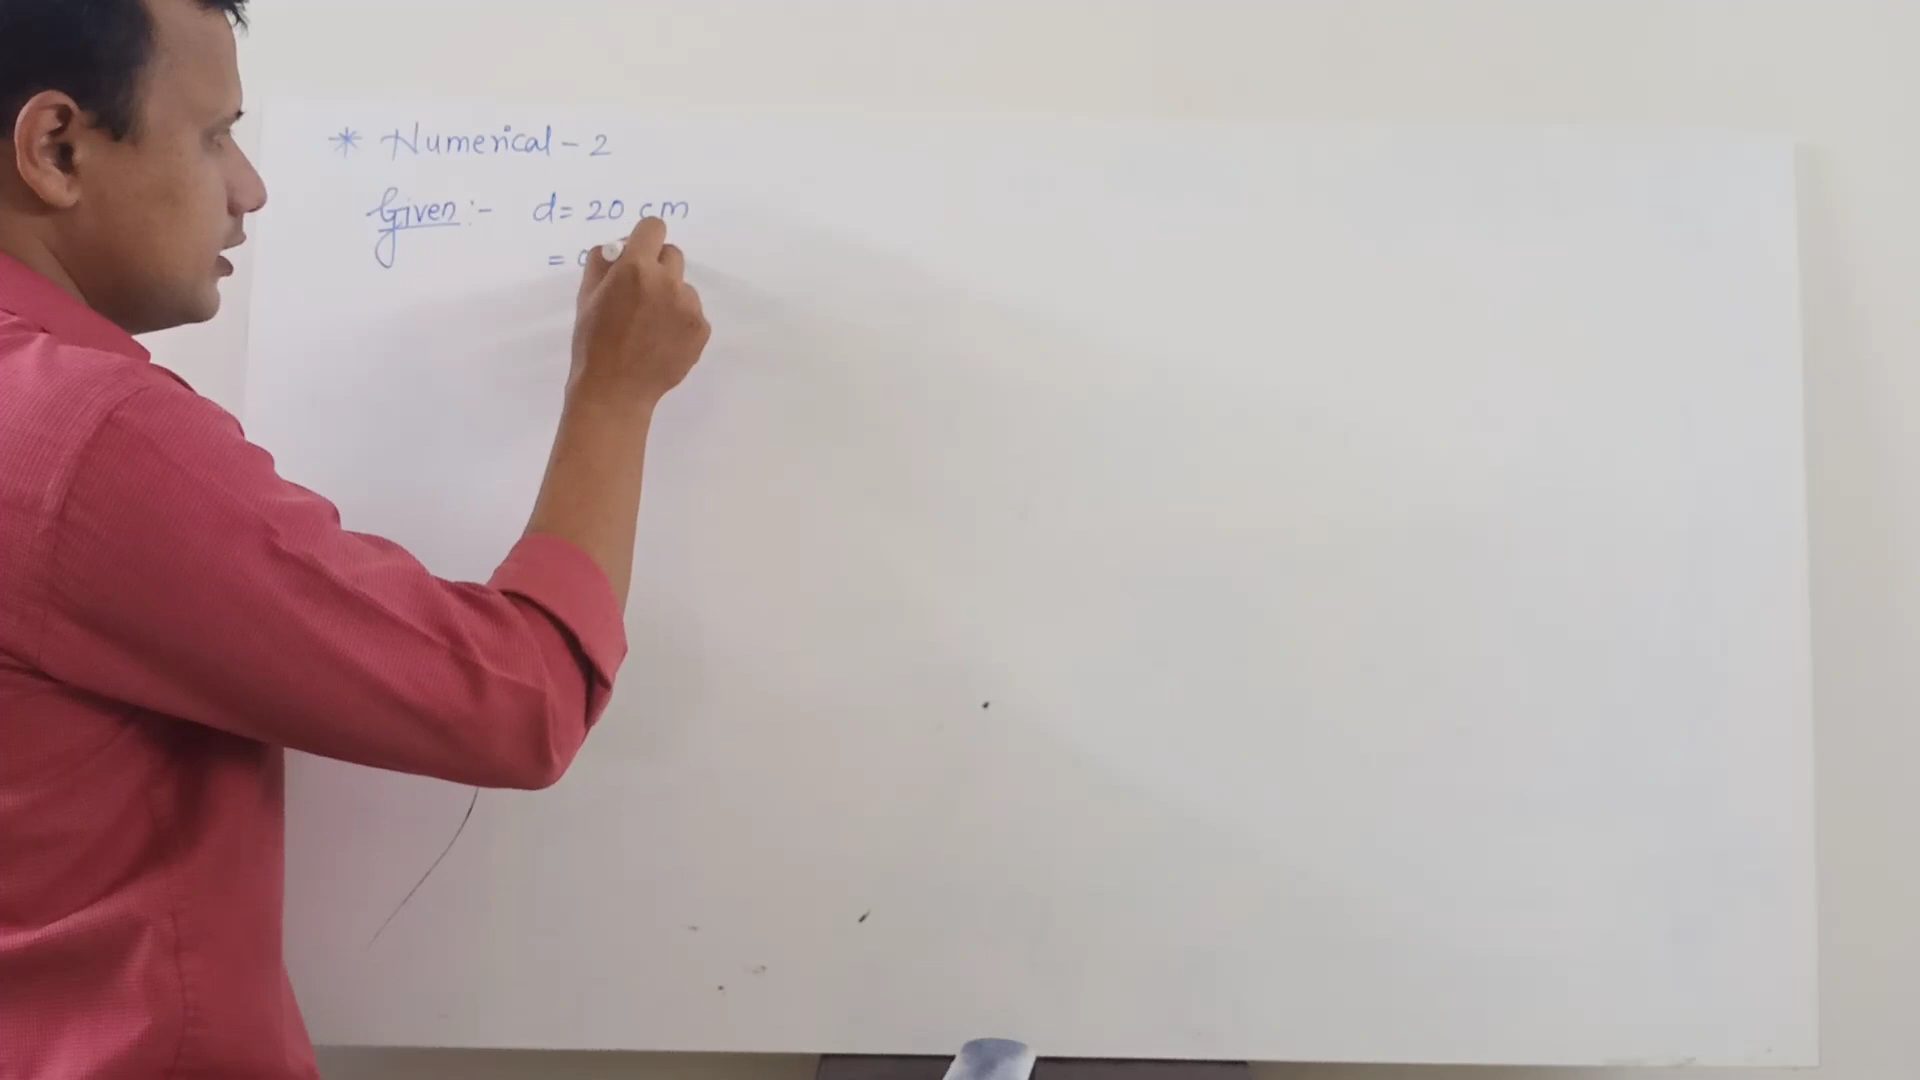 * Numerical - 2
Given :- d = 20 cm
=